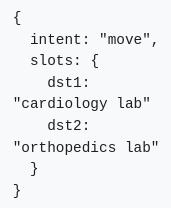 {
  intent: "move",
  slots: {
    dst1:
"cardiology lab"
    dst2:
"orthopedics lab"
  }
}